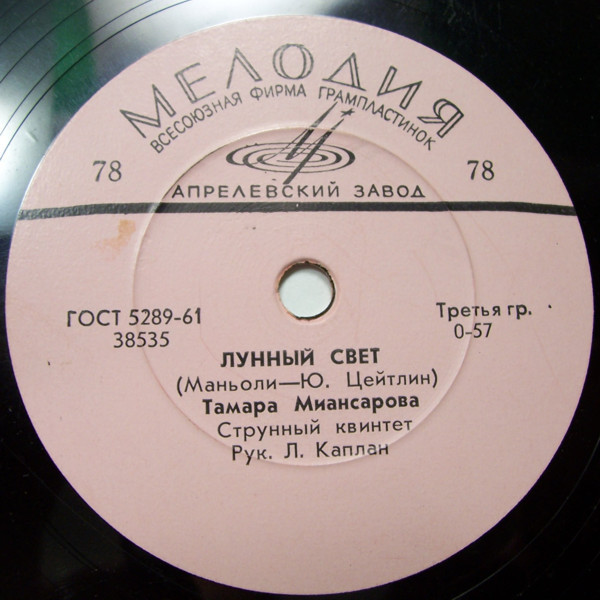 МЕЛОДИЯ
ВСЕСОЮЗНАЯ ФИРМА ГРАМПЛАСТИНОК
78
78
АПРЕЛЕВСКИЙ ЗАВОД
ГОСТ 5289-61
38535
Третья гр.
0-57
ЛУННЫЙ СВЕТ
(Маньоли—Ю. Цейтлин)
Тамара Миансарова
Струнный квинтет
Рук. Л. Каплан